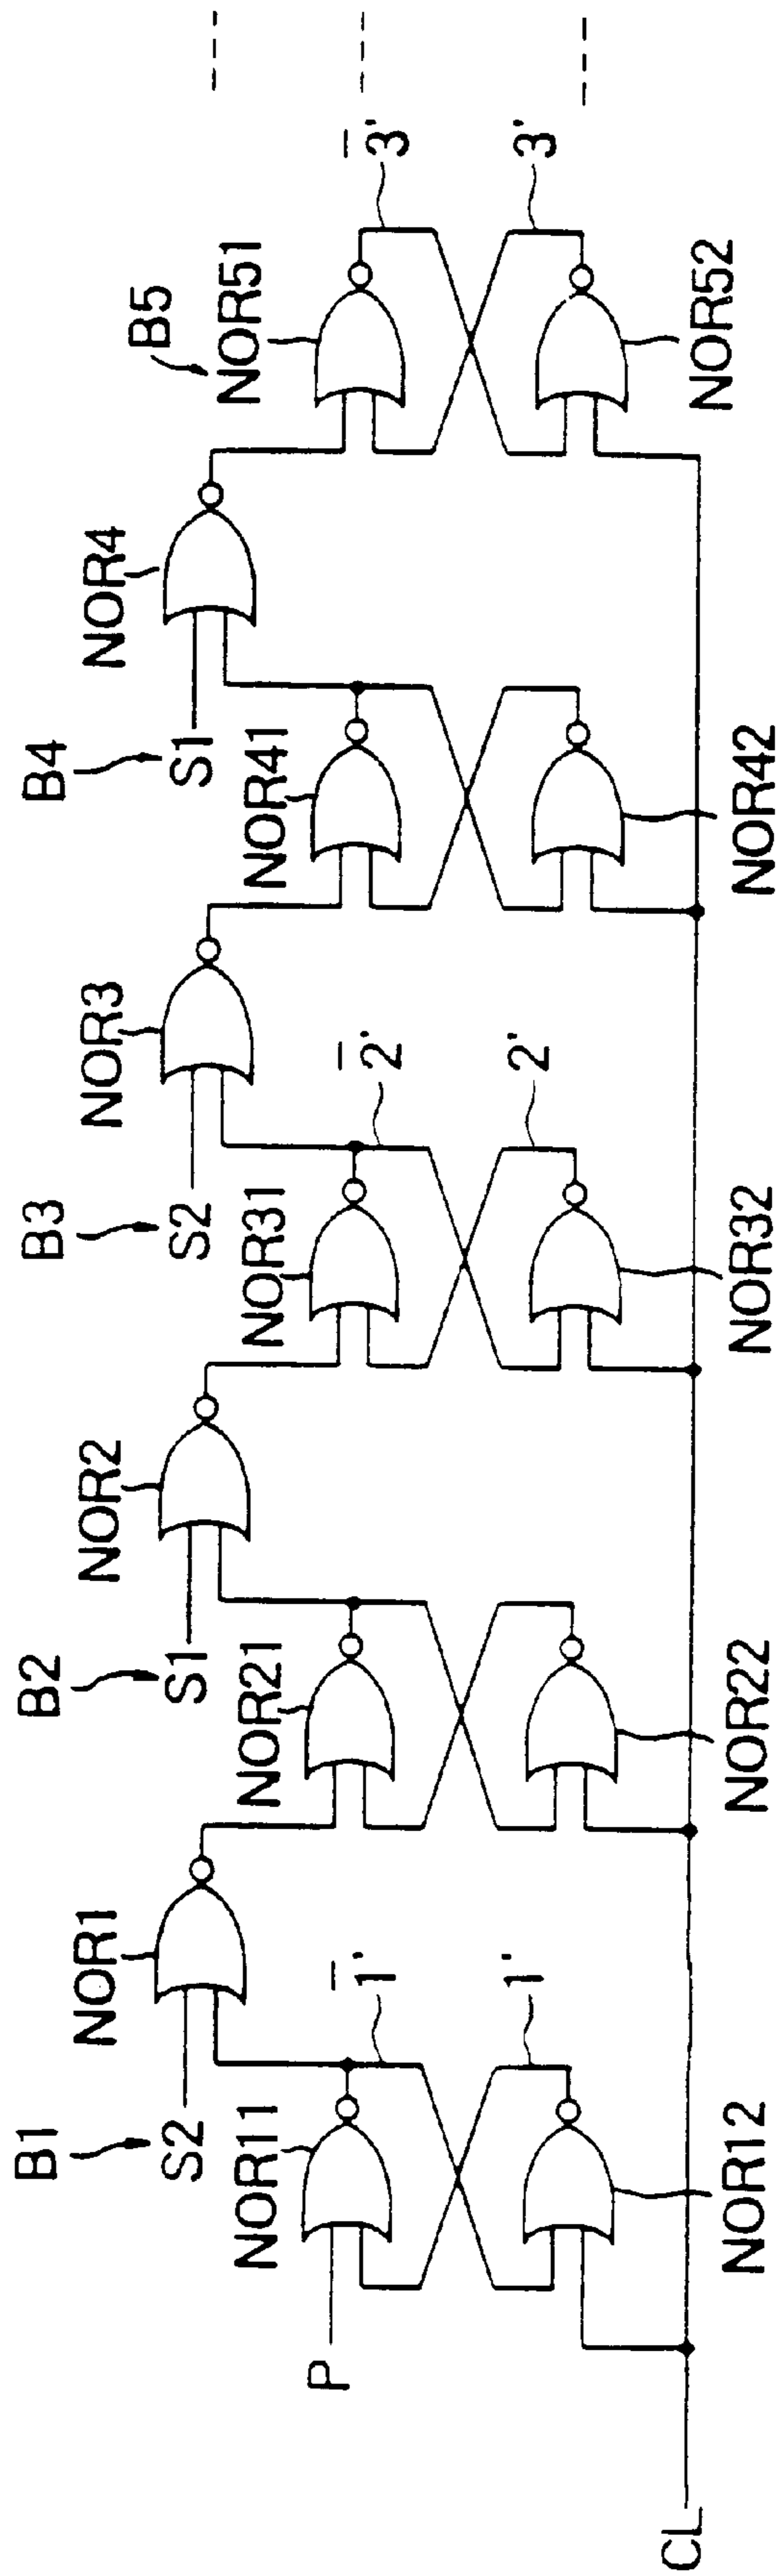 B1
B2
B3
B4
B5
NOR1
NOR2
NOR3
NOR4
S2
S1
S2
S1
NOR11
NOR21
NOR31
NOR41
NOR51
P
1̅'
2̅'
3̅'
1'
2'
3'
NOR12
NOR22
NOR32
NOR42
NOR52
CL